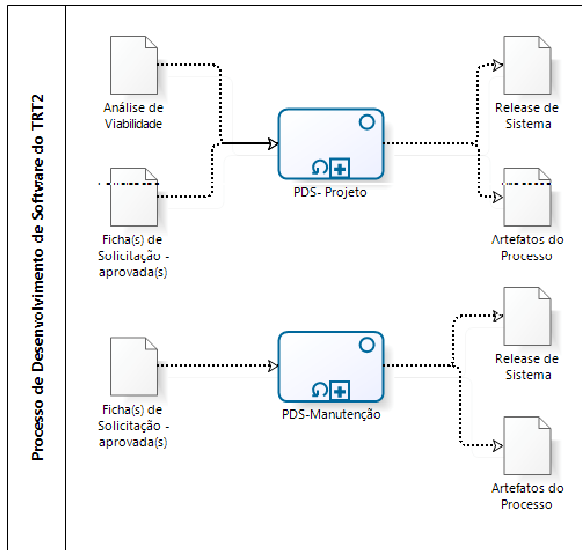 Processo de Desenvolvimento de Software do TRT2
Análise de
Viabilidade
Release de
Sistema
PDS- Projeto
Ficha(s) de
Solicitação -
aprovada(s)
Artefatos do
Processo
Release de
Sistema
PDS-Manutenção
Ficha(s) de
Solicitação -
aprovada(s)
Artefatos do
Processo